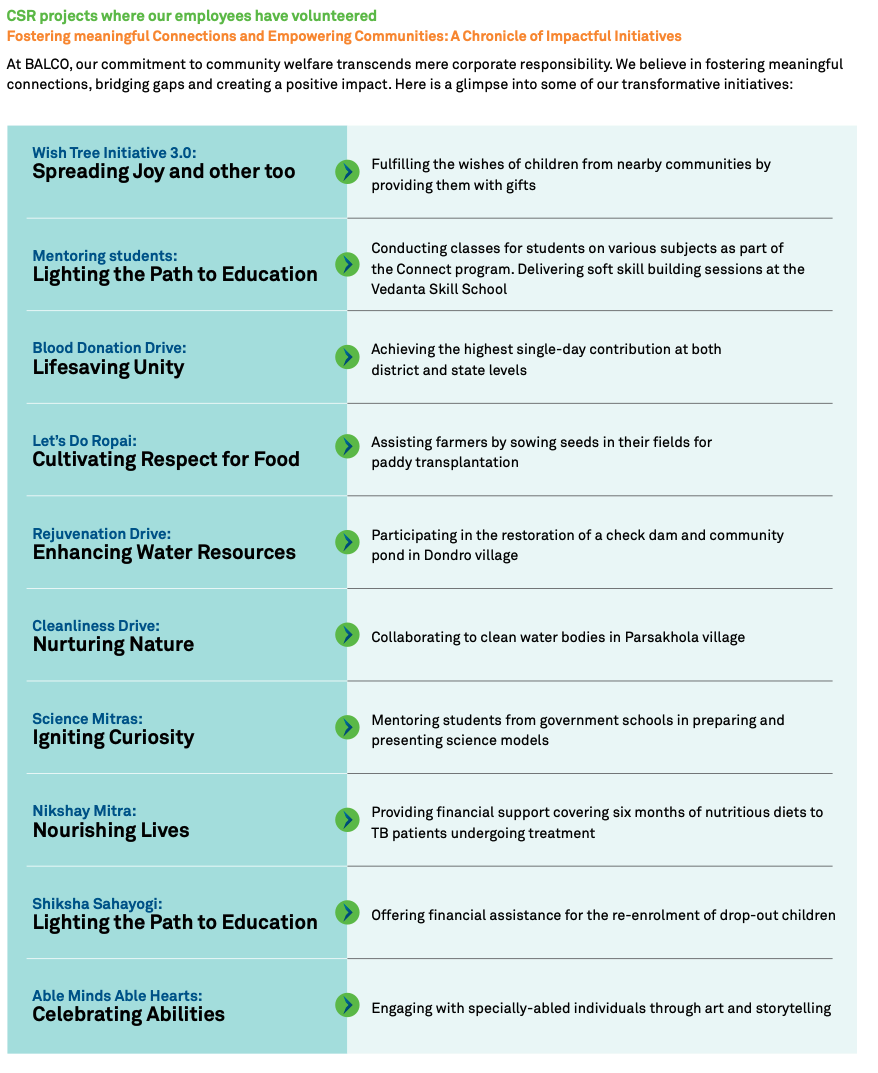 CSR projects where our employees have volunteered
Fostering meaningful Connections and Empowering Communities: A Chronicle of Impactful Initiatives
At BALCO, our commitment to community welfare transcends mere corporate responsibility. We believe in fostering meaningful
connections, bridging gaps and creating a positive impact. Here is a glimpse into some of our transformative initiatives:
Wish Tree Initiative 3.0:
Spreading Joy and other too
Fulfilling the wishes of children from nearby communities by
providing them with gifts
Mentoring students:
Lighting the Path to Education
Conducting classes for students on various subjects as part of
the Connect program. Delivering soft skill building sessions at the
Vedanta Skill School
Blood Donation Drive:
Lifesaving Unity
Achieving the highest single-day contribution at both
district and state levels
Let's Do Ropai:
Cultivating Respect for Food
Assisting farmers by sowing seeds in their fields for
paddy transplantation
Rejuvenation Drive:
Enhancing Water Resources
Participating in the restoration of a check dam and community
pond in Dondro village
Cleanliness Drive:
Nurturing Nature
Collaborating to clean water bodies in Parsakhola village
Science Mitras:
Igniting Curiosity
Mentoring students from government schools in preparing and
presenting science models
Nikshay Mitra:
Nourishing Lives
Providing financial support covering six months of nutritious diets to
TB patients undergoing treatment
Shiksha Sahayogi:
Lighting the Path to Education
Offering financial assistance for the re-enrolment of drop-out children
Able Minds Able Hearts:
Celebrating Abilities
Engaging with specially-abled individuals through art and storytelling